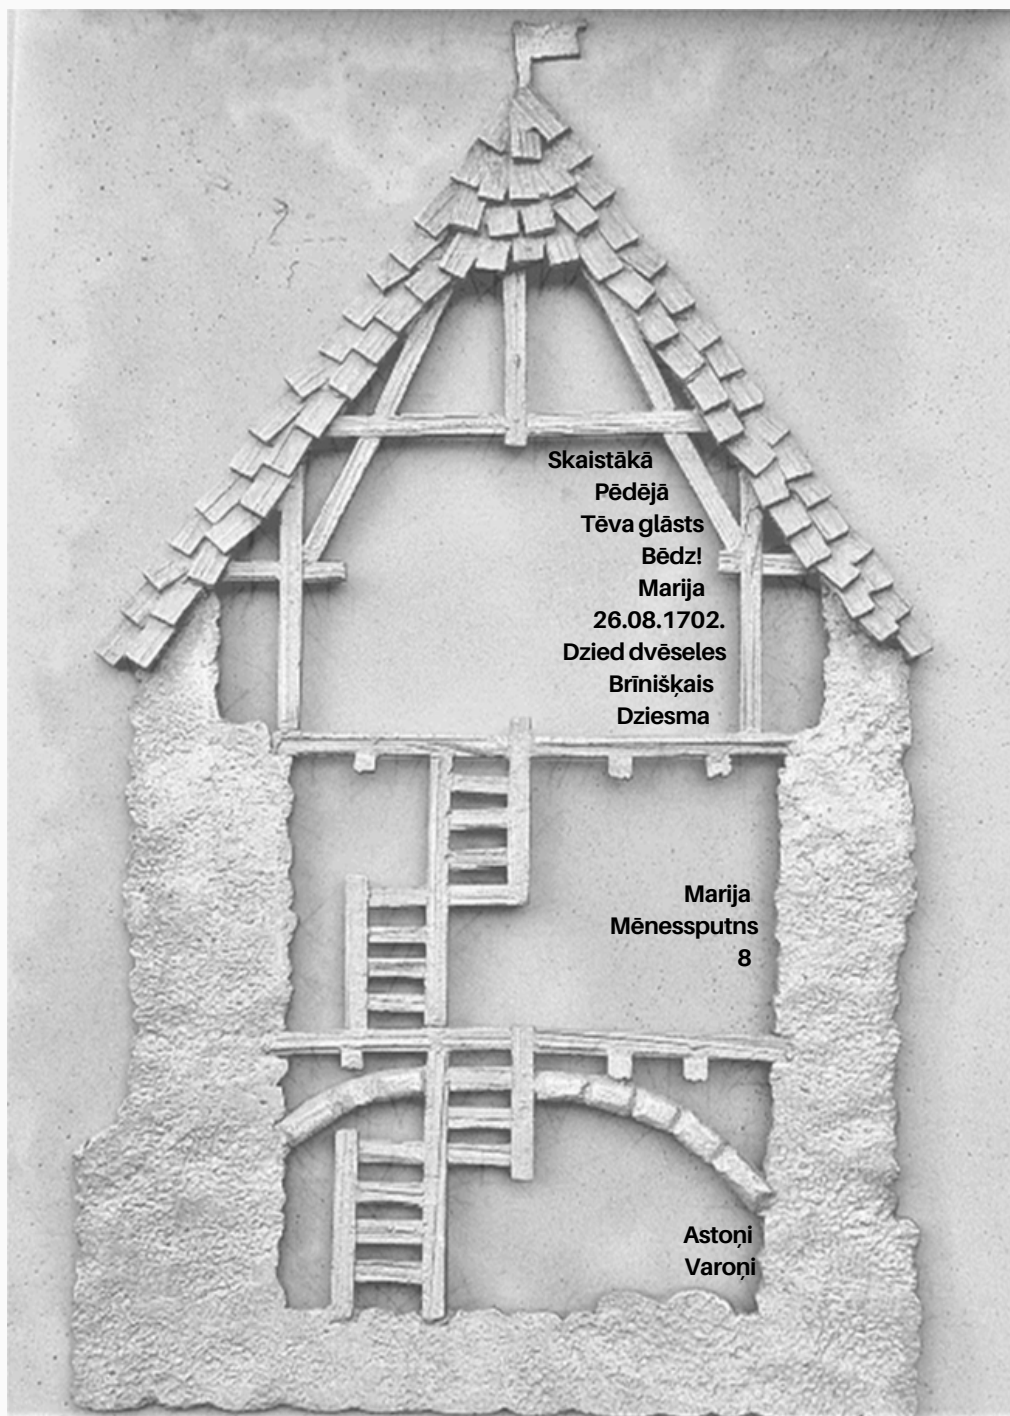 Skaistākā
Pēdējā
Tēva glāsts
Bēdz!
Marija
26.08.1702.
Dzied dvēseles
Brīnišķais
Dziesma
Marija
Mēnessputns
8
Astoņi
Varoņi